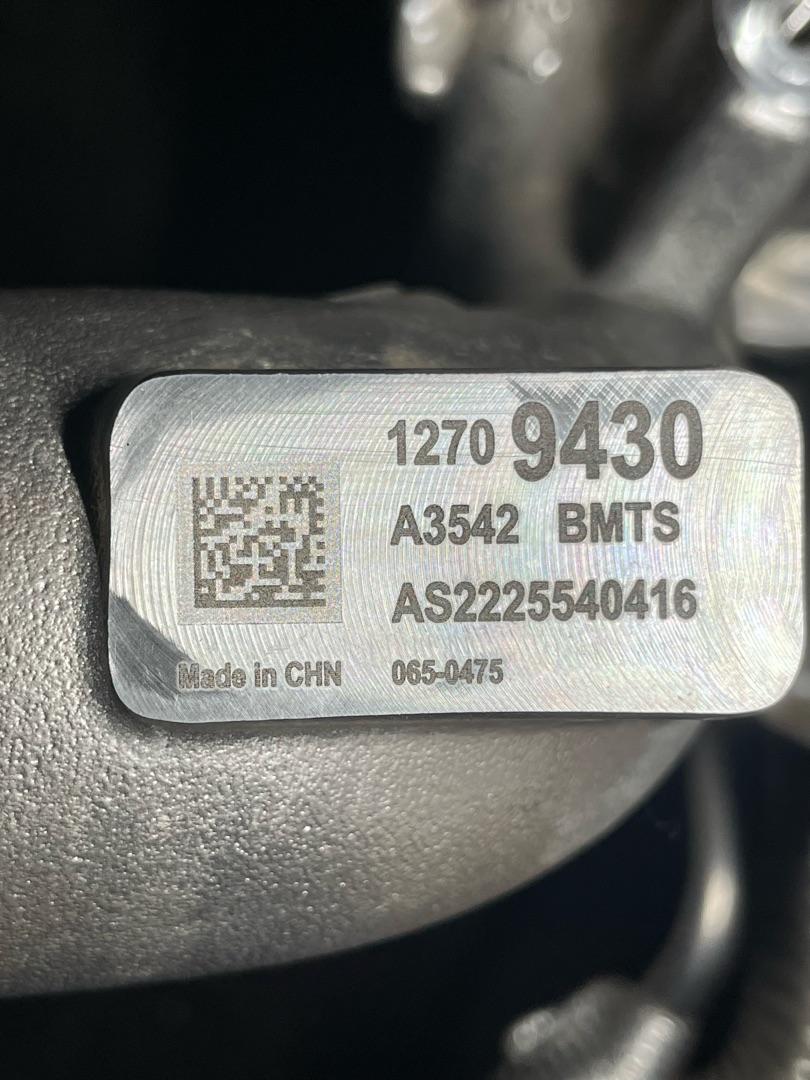 1270 9430
A3542 BMTS
AS2225540416
Made in CHN 065-0475